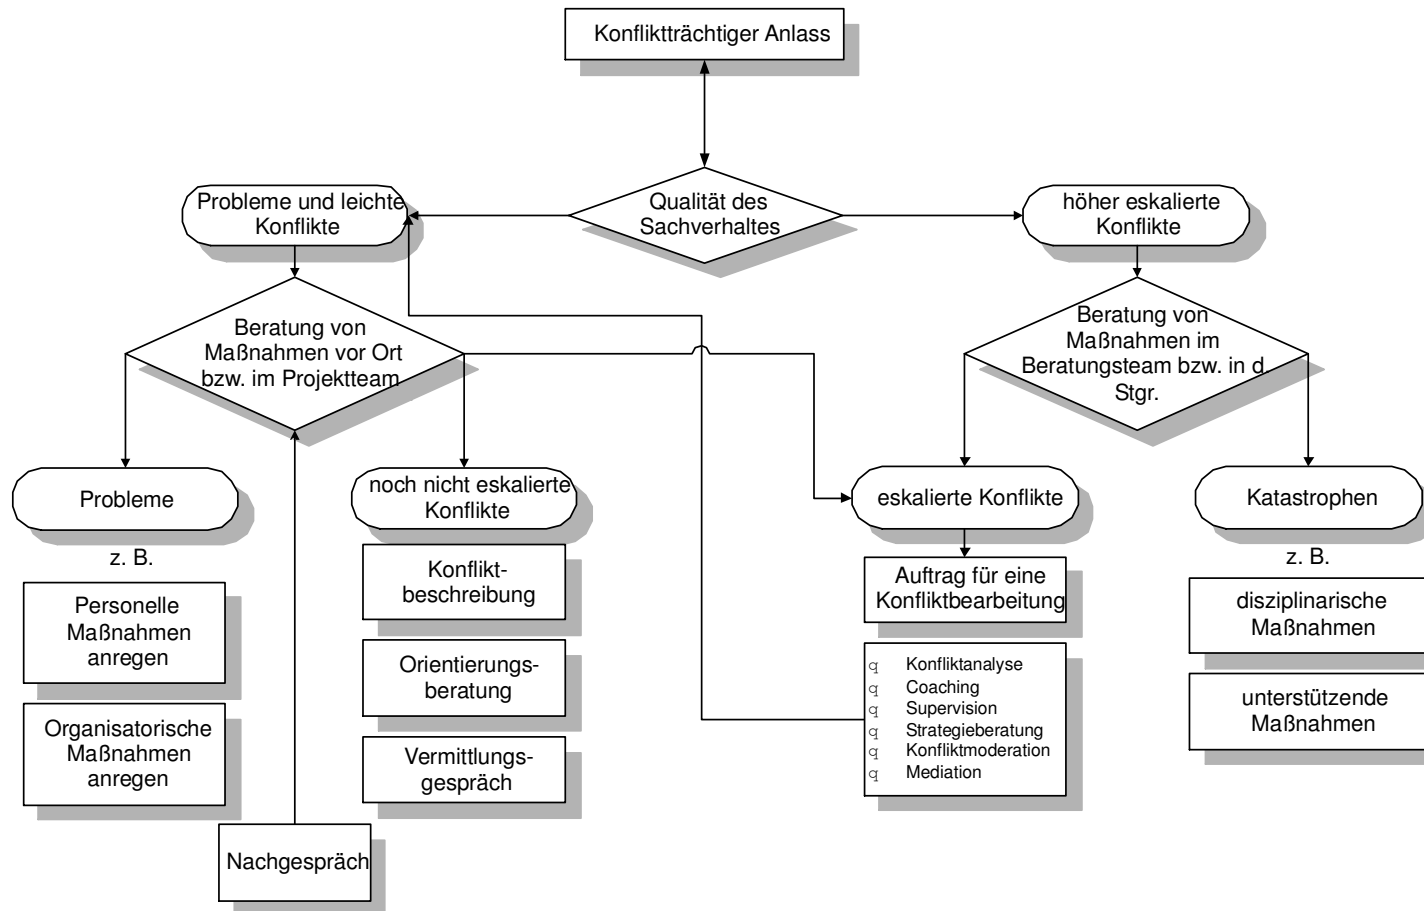 Konfliktträchtiger Anlass
Qualität des
Sachverhaltes
Probleme und leichte
Konflikte
höher eskalierte
Konflikte
Beratung von
Maßnahmen vor Ort
bzw. im Projektteam
Beratung von
Maßnahmen im
Beratungsteam bzw. in d.
Stgr.
Probleme
z. B.
Personelle
Maßnahmen
anregen
Organisatorische
Maßnahmen
anregen
noch nicht eskalierte
Konflikte
Konflikt-
beschreibung
Orientierungs-
beratung
Vermittlungs-
gespräch
Nachgespräch
eskalierte Konflikte
Auftrag für eine
Konfliktbearbeitung
q Konfliktanalyse
q Coaching
q Supervision
q Strategieberatung
q Konfliktmoderation
q Mediation
Katastrophen
z. B.
disziplinarische
Maßnahmen
unterstützende
Maßnahmen